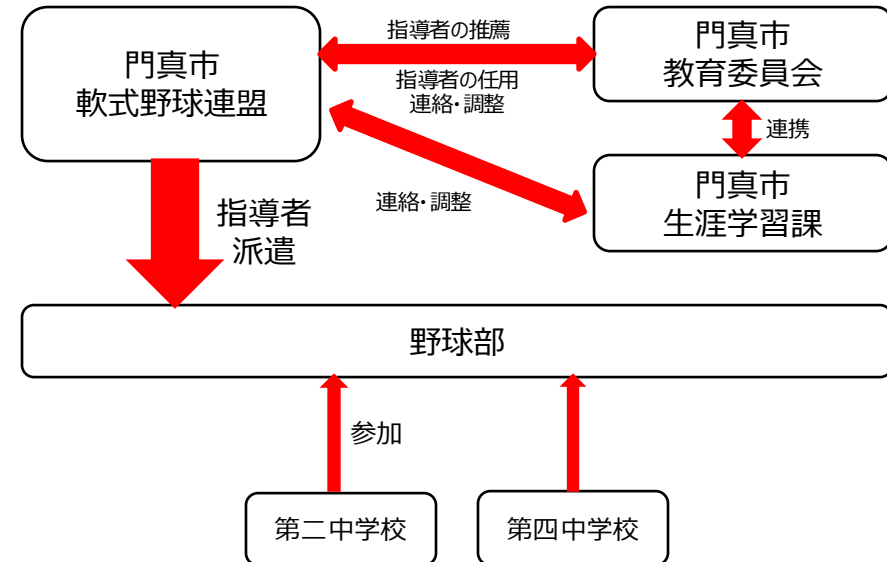 門真市
軟式野球連盟
指導者の推薦
指導者の任用
連絡・調整
門真市
教育委員会
連携
門真市
生涯学習課
連絡・調整
指導者
派遣
野球部
参加
第二中学校
第四中学校